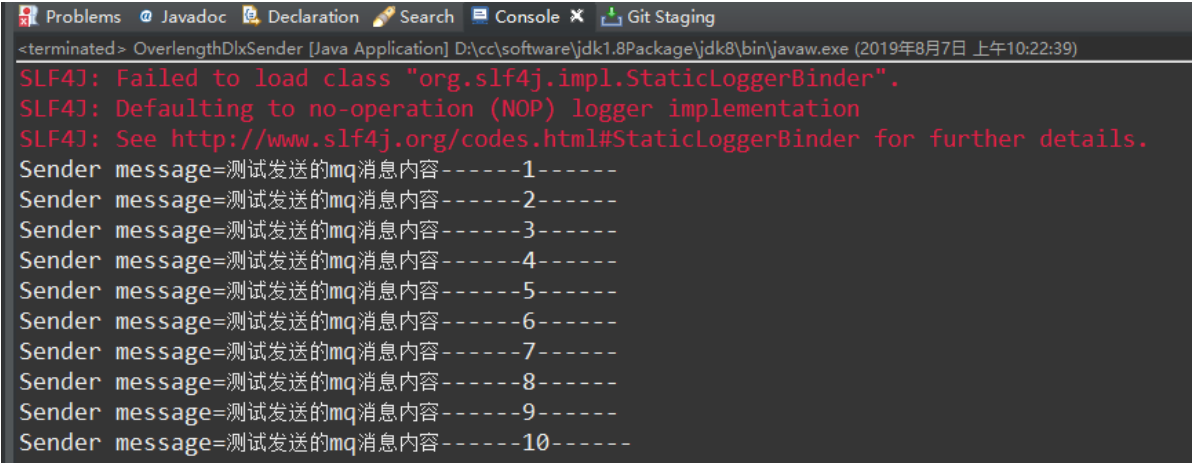 Problems @ Javadoc Declaration Search Console Git Staging
<terminated> OverlengthDlxSender [Java Application] D:\cc\software\jdk1.8Package\jdk8\bin\javaw.exe (2019年8月7日 上午10:22:39)
SLF4J: Failed to load class "org.slf4j.impl.StaticLoggerBinder".
SLF4J: Defaulting to no-operation (NOP) logger implementation
SLF4J: See http://www.slf4j.org/codes.html#StaticLoggerBinder for further details.
Sender message=测试发送的mq消息内容------1------
Sender message=测试发送的mq消息内容------2------
Sender message=测试发送的mq消息内容------3------
Sender message=测试发送的mq消息内容------4------
Sender message=测试发送的mq消息内容------5------
Sender message=测试发送的mq消息内容------6------
Sender message=测试发送的mq消息内容------7------
Sender message=测试发送的mq消息内容------8------
Sender message=测试发送的mq消息内容------9------
Sender message=测试发送的mq消息内容------10------